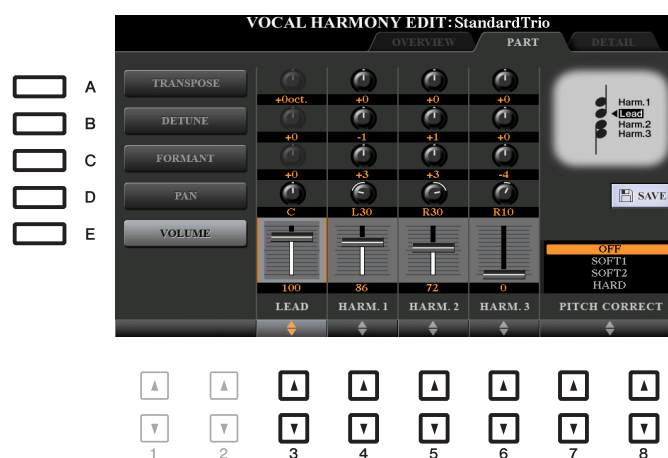 VOCAL HARMONY EDIT:StandardTrio
OVERVIEW PART DETAIL
A TRANSPOSE
+0oct. +0 +0 +0
Harm.1
Lead
Harm.2
Harm.3
B DETUNE
+0 -1 +1 +0
C FORMANT
+0 +3 +3 -4
D PAN
C L30 R30 R10
SAVE
E VOLUME
100 86 72 0
OFF
SOFT1
SOFT2
HARD
LEAD HARM. 1 HARM. 2 HARM. 3 PITCH CORRECT
1 2 3 4 5 6 7 8